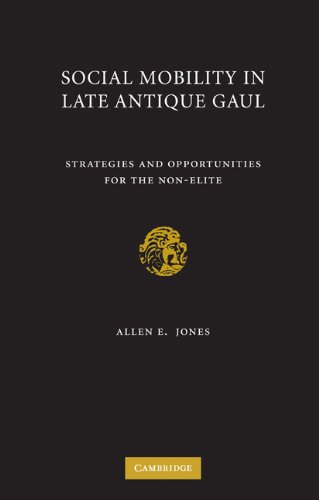 SOCIAL MOBILITY IN
LATE ANTIQUE GAUL
STRATEGIES AND OPPORTUNITIES
FOR THE NON-ELITE
ALLEN E. JONES
CAMBRIDGE